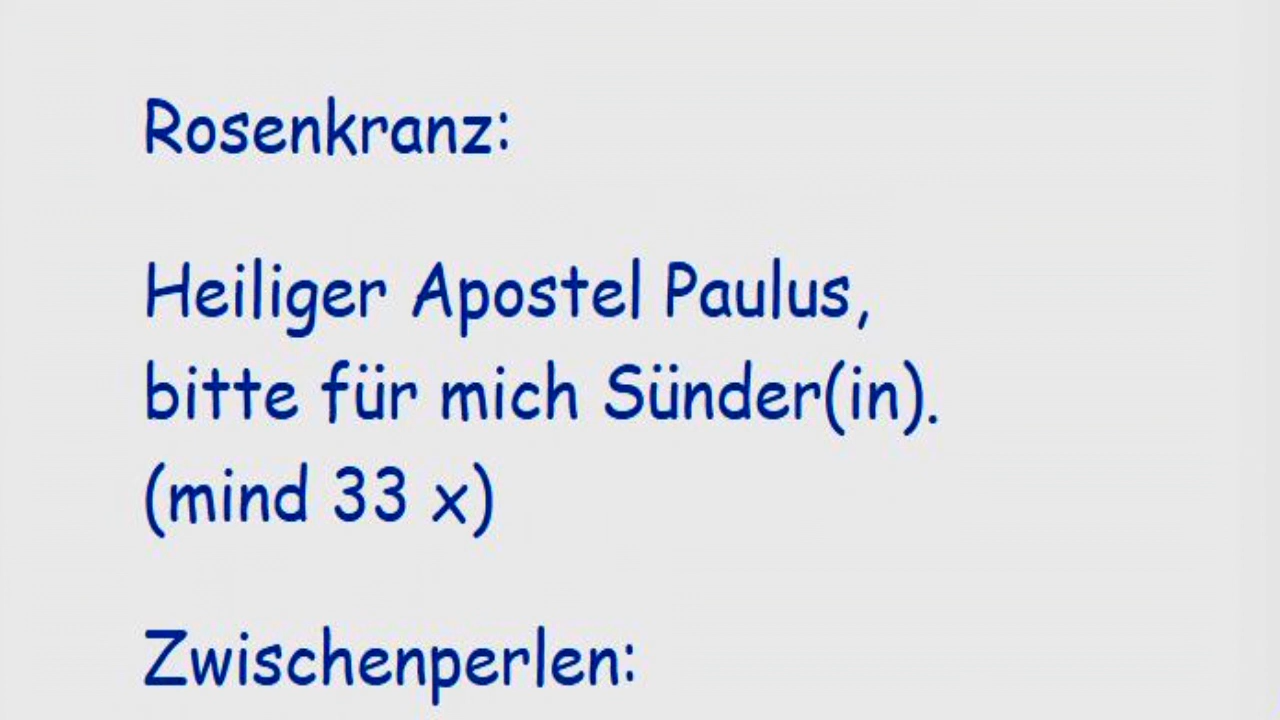 Rosenkranz:
Heiliger Apostel Paulus,
bitte für mich Sünder(in).
(mind 33 x)
Zwischenperlen: